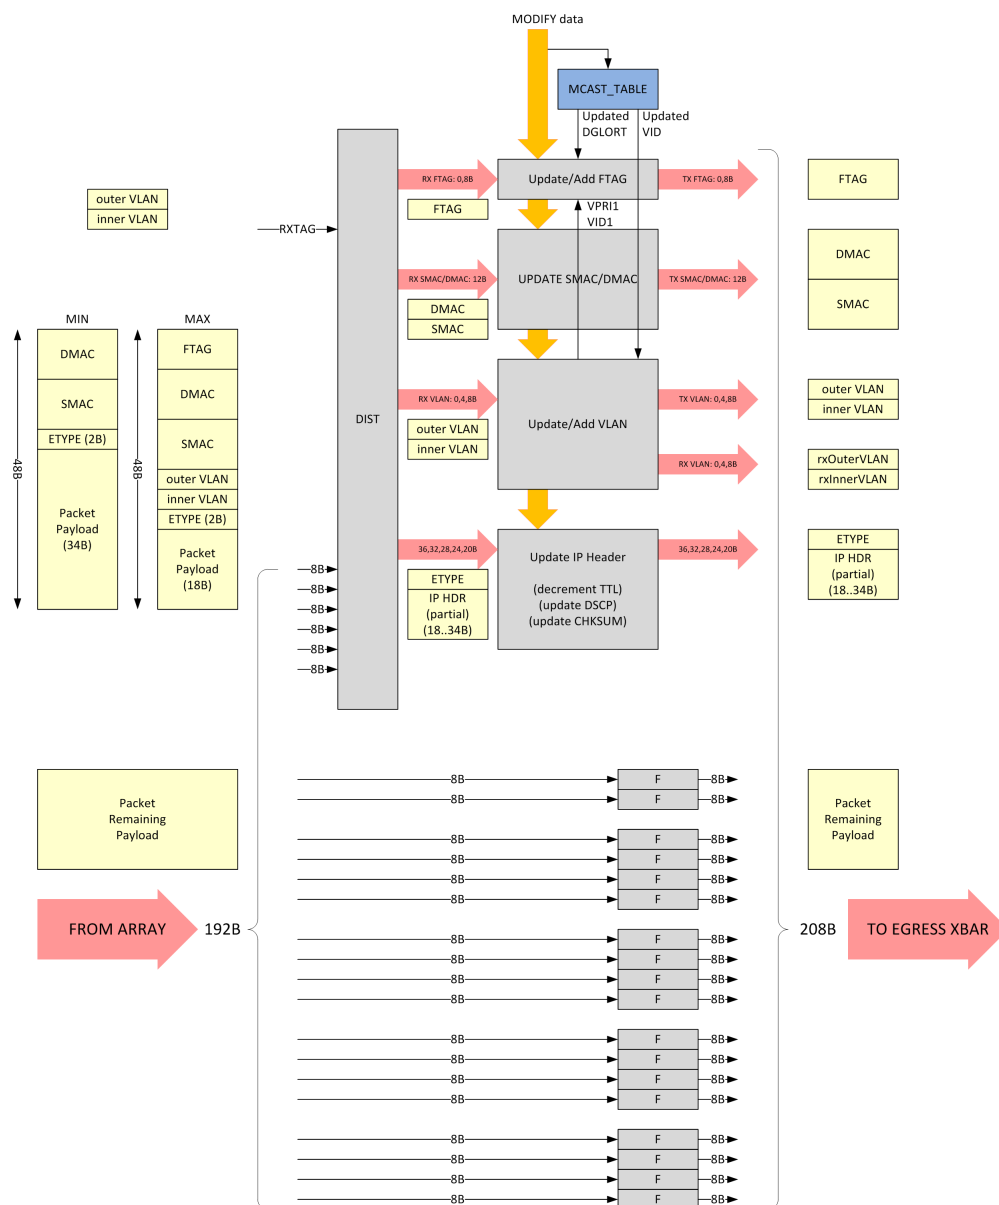 MODIFY data
MCAST_TABLE
Updated
DGLORT
Updated
VID
RX FTAG: 0,8B
Update/Add FTAG
TX FTAG: 0,8B
FTAG
outer VLAN
inner VLAN
FTAG
VPRI1
VID1
RXTAG
DMAC
SMAC
RX SMAC/DMAC: 12B
UPDATE SMAC/DMAC
TX SMAC/DMAC: 12B
DMAC
SMAC
MIN
MAX
48B
DMAC
SMAC
ETYPE (2B)
Packet
Payload
(34B)
48B
FTAG
DMAC
SMAC
outer VLAN
inner VLAN
ETYPE (2B)
Packet
Payload
(18B)
DIST
RX VLAN: 0,4,8B
outer VLAN
inner VLAN
Update/Add VLAN
TX VLAN: 0,4,8B
outer VLAN
inner VLAN
RX VLAN: 0,4,8B
rxOuterVLAN
rxInnerVLAN
36,32,28,24,20B
ETYPE
IP HDR
(partial)
(18..34B)
Update IP Header
(decrement TTL)
(update DSCP)
(update CHKSUM)
36,32,28,24,20B
ETYPE
IP HDR
(partial)
(18..34B)
8B
8B
8B
8B
8B
8B
Packet
Remaining
Payload
Packet
Remaining
Payload
8B F 8B
8B F 8B
8B F 8B
8B F 8B
8B F 8B
8B F 8B
FROM ARRAY
192B
208B
TO EGRESS XBAR
8B F 8B
8B F 8B
8B F 8B
8B F 8B
8B F 8B
8B F 8B
8B F 8B
8B F 8B
8B F 8B
8B F 8B
8B F 8B
8B F 8B